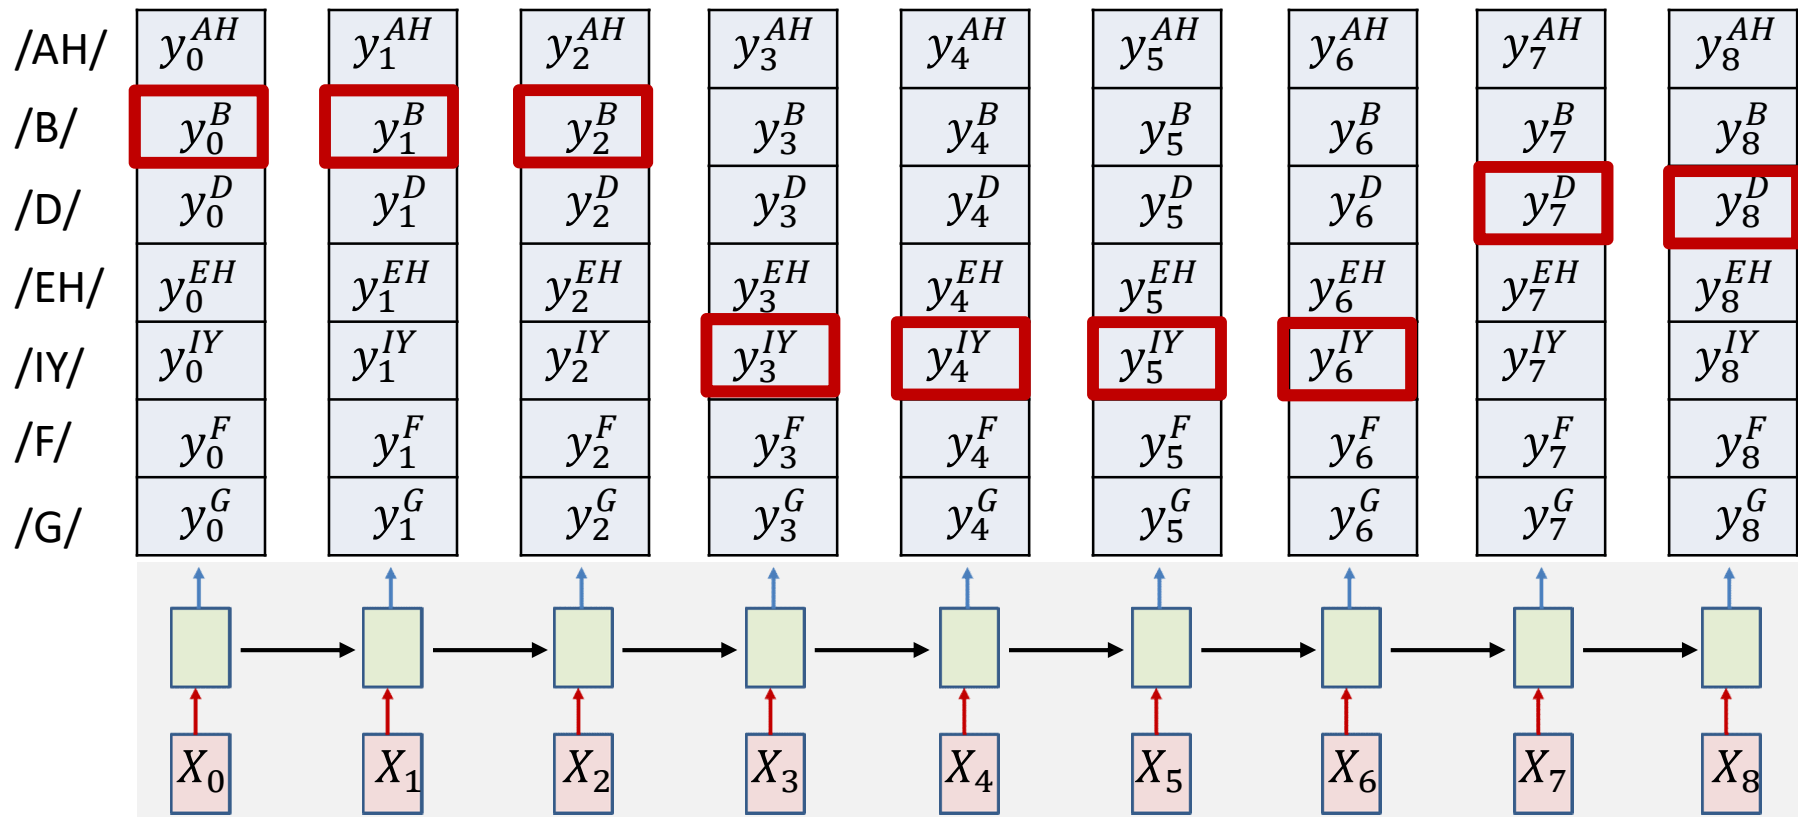 /AH/ y_0^{AH} y_1^{AH} y_2^{AH} y_3^{AH} y_4^{AH} y_5^{AH} y_6^{AH} y_7^{AH} y_8^{AH}
/B/ y_0^B y_1^B y_2^B y_3^B y_4^B y_5^B y_6^B y_7^B y_8^B
/D/ y_0^D y_1^D y_2^D y_3^D y_4^D y_5^D y_6^D y_7^D y_8^D
/EH/ y_0^{EH} y_1^{EH} y_2^{EH} y_3^{EH} y_4^{EH} y_5^{EH} y_6^{EH} y_7^{EH} y_8^{EH}
/IY/ y_0^{IY} y_1^{IY} y_2^{IY} y_3^{IY} y_4^{IY} y_5^{IY} y_6^{IY} y_7^{IY} y_8^{IY}
/F/ y_0^F y_1^F y_2^F y_3^F y_4^F y_5^F y_6^F y_7^F y_8^F
/G/ y_0^G y_1^G y_2^G y_3^G y_4^G y_5^G y_6^G y_7^G y_8^G
X_0 X_1 X_2 X_3 X_4 X_5 X_6 X_7 X_8